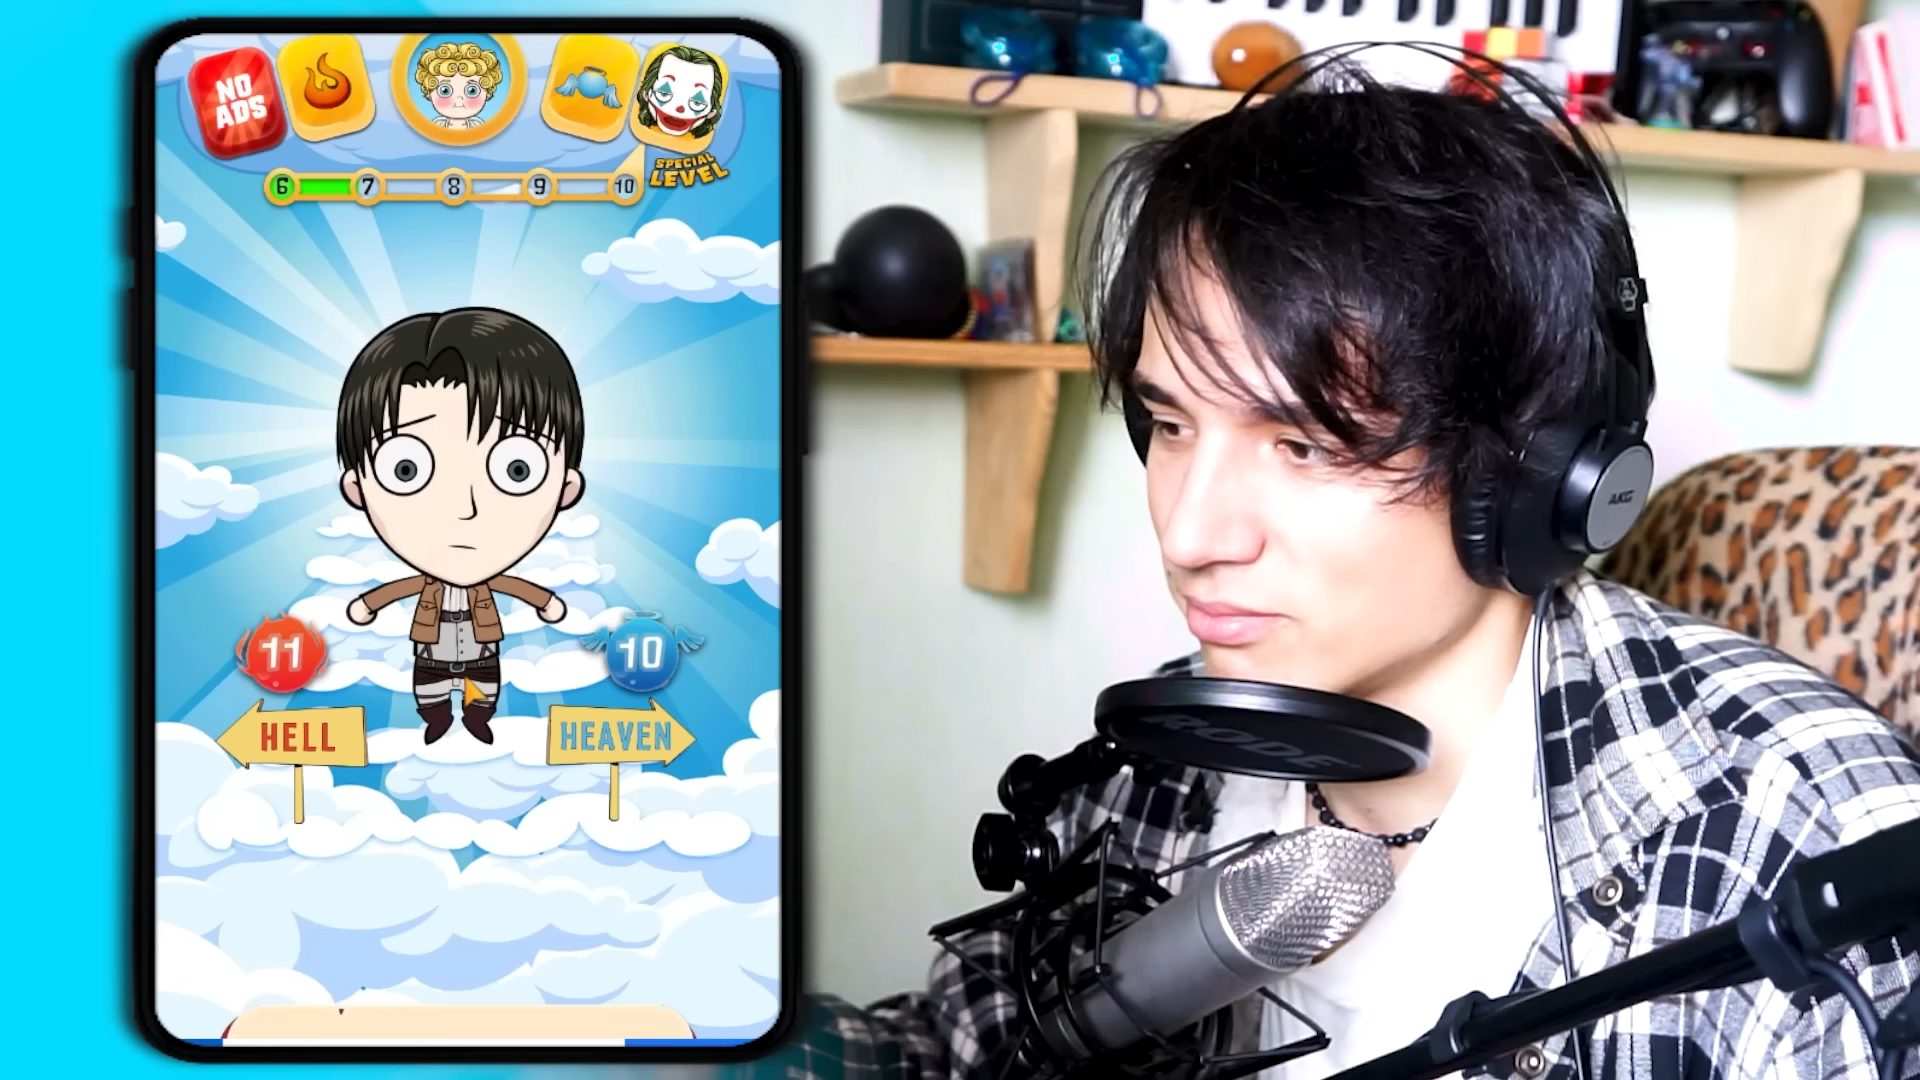 NO
ADS
SPECIAL
LEVEL
6 7 8 9 10
11
10
HELL
HEAVEN
AKG
RODE